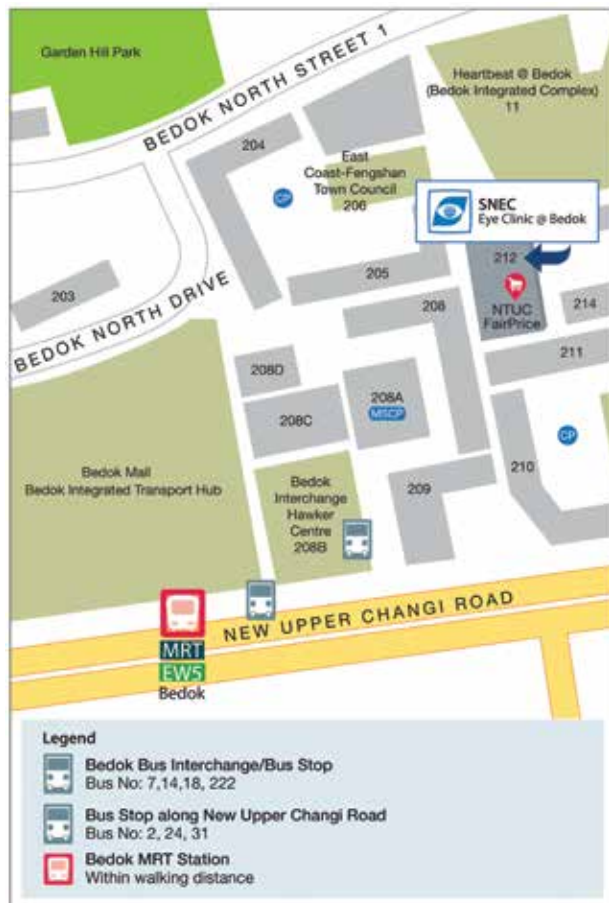 Garden Hill Park
BEDOK NORTH STREET 1
Heartbeat @ Bedok
(Bedok Integrated Complex)
11
204
East
Coast-Fengshan
Town Council
206
CP
SNEC
Eye Clinic @ Bedok
212
203
205
208
NTUC
FairPrice
214
BEDOK NORTH DRIVE
211
208D
208A
MSCP
208C
CP
Bedok Mall
Bedok Integrated Transport Hub
Bedok
Interchange
Hawker
Centre
208B
209
210
NEW UPPER CHANGI ROAD
MRT
EW5
Bedok
Legend
Bedok Bus Interchange/Bus Stop
Bus No: 7,14,18, 222
Bus Stop along New Upper Changi Road
Bus No: 2, 24, 31
Bedok MRT Station
Within walking distance